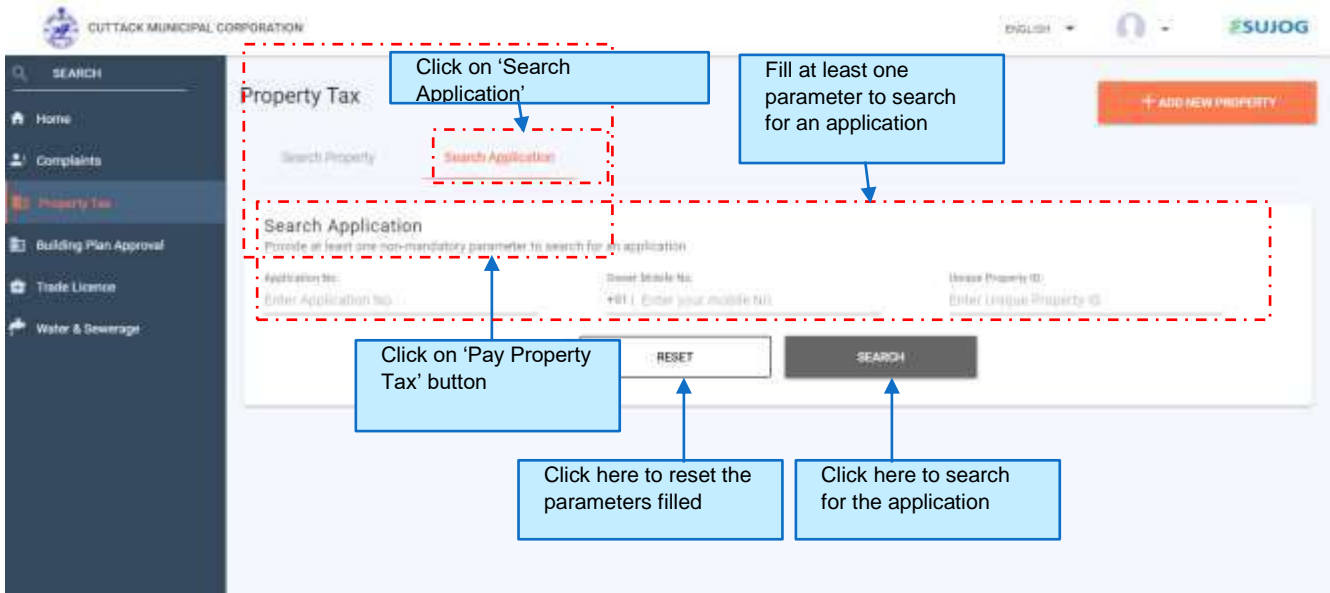 CUTTACK MUNICIPAL CORPORATION
ENGLISH
ESUJOG
SEARCH
Home
Complaints
Property Tax
Building Plan Approval
Trade Licence
Water & Sewerage
Property Tax
Click on ‘Search
Application’
Fill at least one
parameter to search
for an application
+ ADD NEW PROPERTY
Search Property
Search Application
Search Application
Provide at least one non-mandatory parameter to search for an application
Application No.
Owner Mobile No.
Unique Property ID
Enter Application No.
+91 | Enter your mobile No.
Enter Unique Property ID
Click on ‘Pay Property
Tax’ button
RESET
SEARCH
Click here to reset the
parameters filled
Click here to search
for the application